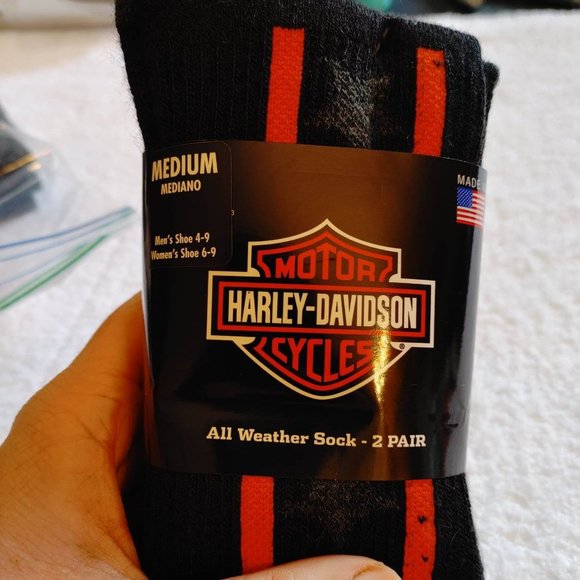 MEDIUM
MEDIANO
Men's Shoe 4-9
Women's Shoe 6-9
3
MADE
MOTOR
HARLEY-DAVIDSON
®
CYCLES
All Weather Sock - 2 PAIR